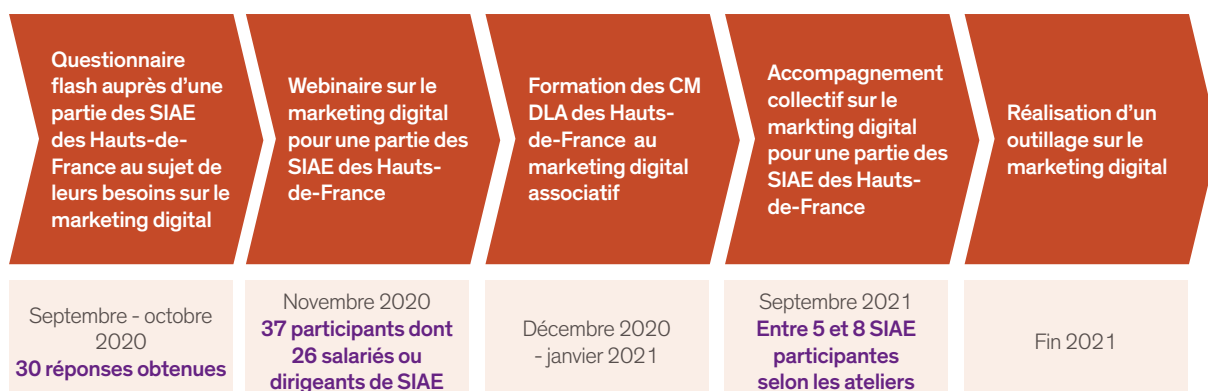 Questionnaire
flash auprès d'une
partie des SIAE
des Hauts-de-
France au sujet de
leurs besoins sur le
marketing digital
Webinaire sur le
marketing digital
pour une partie des
SIAE des Hauts-
de-France
Formation des CM
DLA des Hauts-
de-France au
marketing digital
associatif
Accompagnement
collectif sur le
markting digital
pour une partie des
SIAE des Hauts-
de-France
Réalisation d'un
outillage sur le
marketing digital
Septembre - octobre
2020
30 réponses obtenues
Novembre 2020
37 participants dont
26 salariés ou
dirigeants de SIAE
Décembre 2020
- janvier 2021
Septembre 2021
Entre 5 et 8 SIAE
participantes
selon les ateliers
Fin 2021